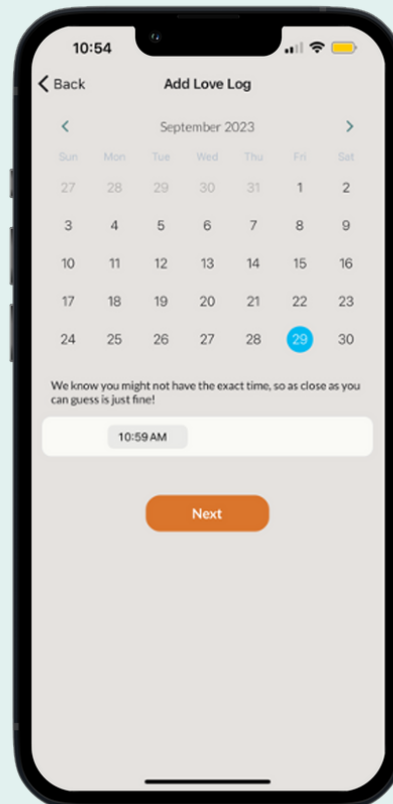 10:54
Back Add Love Log
September 2023
Sun Mon Tue Wed Thu Fri Sat
27 28 29 30 31 1 2
3 4 5 6 7 8 9
10 11 12 13 14 15 16
17 18 19 20 21 22 23
24 25 26 27 28 29 30
We know you might not have the exact time, so as close as you
can guess is just fine!
10:59 AM
Next